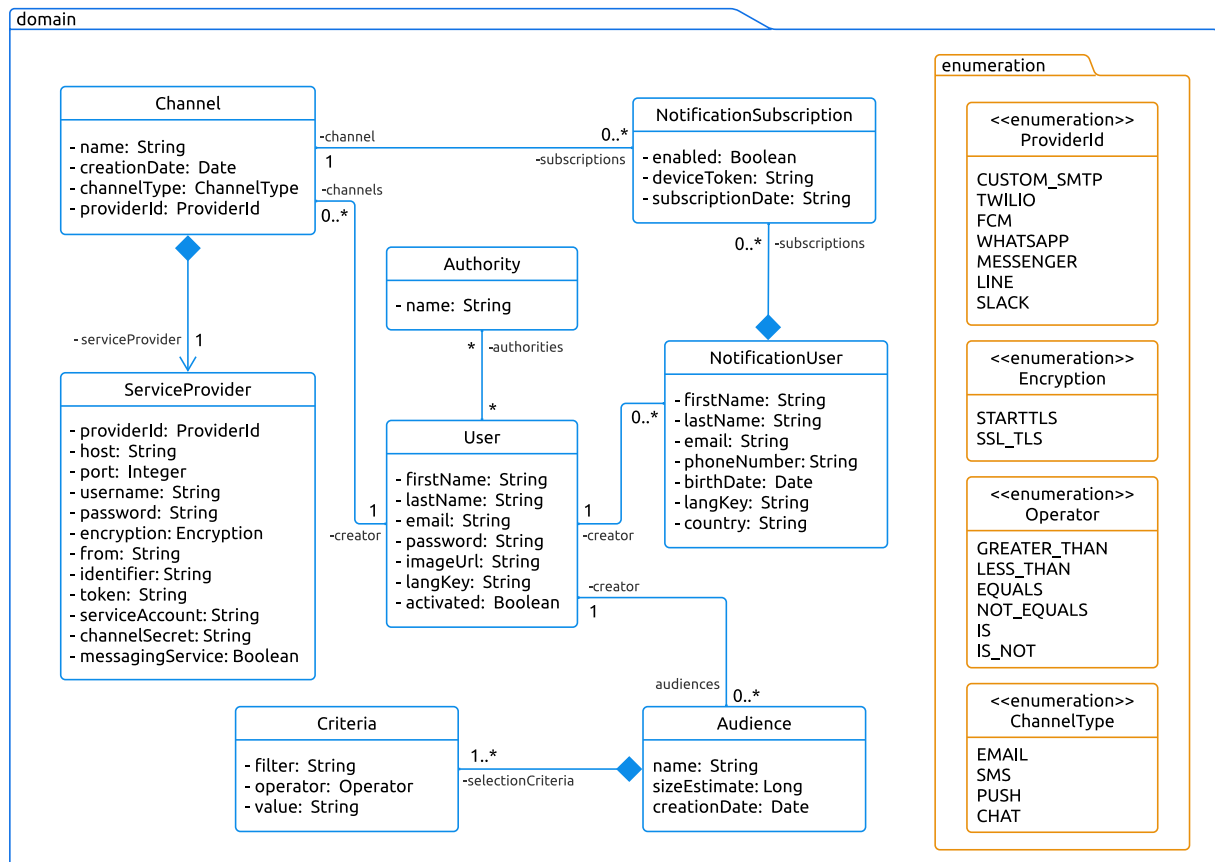 domain
Channel
- name: String
- creationDate: Date
- channelType: ChannelType
- providerId: ProviderId
-channel
1
-channels
0..*
0..*
-subscriptions
NotificationSubscription
- enabled: Boolean
- deviceToken: String
- subscriptionDate: String
0..*
-subscriptions
Authority
- name: String
* -authorities
*
- serviceProvider 1
ServiceProvider
- providerId: ProviderId
- host: String
- port: Integer
- username: String
- password: String
- encryption: Encryption
- from: String
- identifier: String
- token: String
- serviceAccount: String
- channelSecret: String
- messagingService: Boolean
User
- firstName: String
- lastName: String
- email: String
- password: String
- imageUrl: String
- langKey: String
- activated: Boolean
1
-creator
1
-creator
0..*
NotificationUser
- firstName: String
- lastName: String
- email: String
- phoneNumber: String
- birthDate: Date
- langKey: String
- country: String
-creator
1
audiences
0..*
Criteria
- filter: String
- operator: Operator
- value: String
1..*
-selectionCriteria
Audience
name: String
sizeEstimate: Long
creationDate: Date
enumeration
<<enumeration>>
ProviderId
CUSTOM_SMTP
TWILIO
FCM
WHATSAPP
MESSENGER
LINE
SLACK
<<enumeration>>
Encryption
STARTTLS
SSL_TLS
<<enumeration>>
Operator
GREATER_THAN
LESS_THAN
EQUALS
NOT_EQUALS
IS
IS_NOT
<<enumeration>>
ChannelType
EMAIL
SMS
PUSH
CHAT